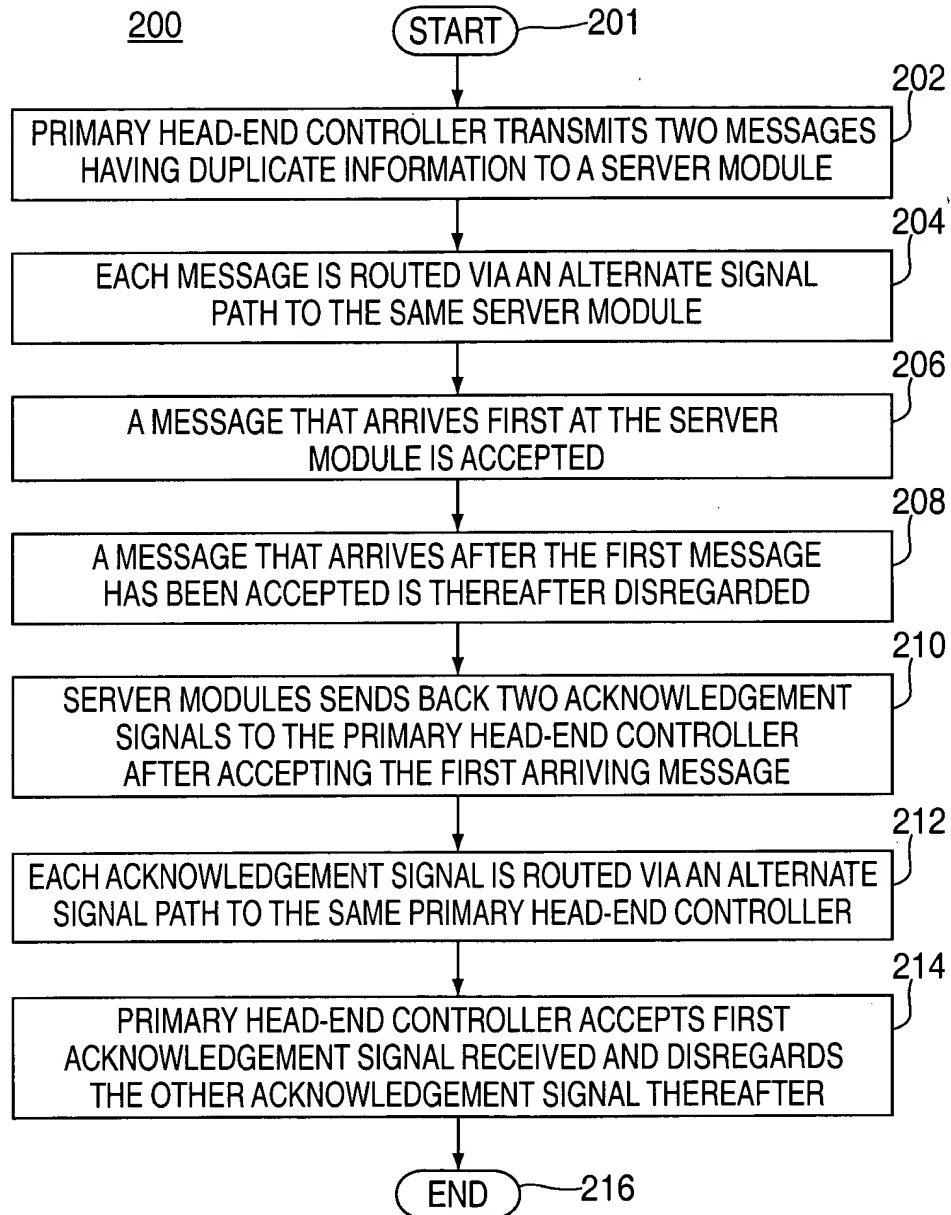 200
START
201
202
PRIMARY HEAD-END CONTROLLER TRANSMITS TWO MESSAGES
HAVING DUPLICATE INFORMATION TO A SERVER MODULE
204
EACH MESSAGE IS ROUTED VIA AN ALTERNATE SIGNAL
PATH TO THE SAME SERVER MODULE
206
A MESSAGE THAT ARRIVES FIRST AT THE SERVER
MODULE IS ACCEPTED
208
A MESSAGE THAT ARRIVES AFTER THE FIRST MESSAGE
HAS BEEN ACCEPTED IS THEREAFTER DISREGARDED
210
SERVER MODULES SENDS BACK TWO ACKNOWLEDGEMENT
SIGNALS TO THE PRIMARY HEAD-END CONTROLLER
AFTER ACCEPTING THE FIRST ARRIVING MESSAGE
212
EACH ACKNOWLEDGEMENT SIGNAL IS ROUTED VIA AN ALTERNATE
SIGNAL PATH TO THE SAME PRIMARY HEAD-END CONTROLLER
214
PRIMARY HEAD-END CONTROLLER ACCEPTS FIRST
ACKNOWLEDGEMENT SIGNAL RECEIVED AND DISREGARDS
THE OTHER ACKNOWLEDGEMENT SIGNAL THEREAFTER
END
216